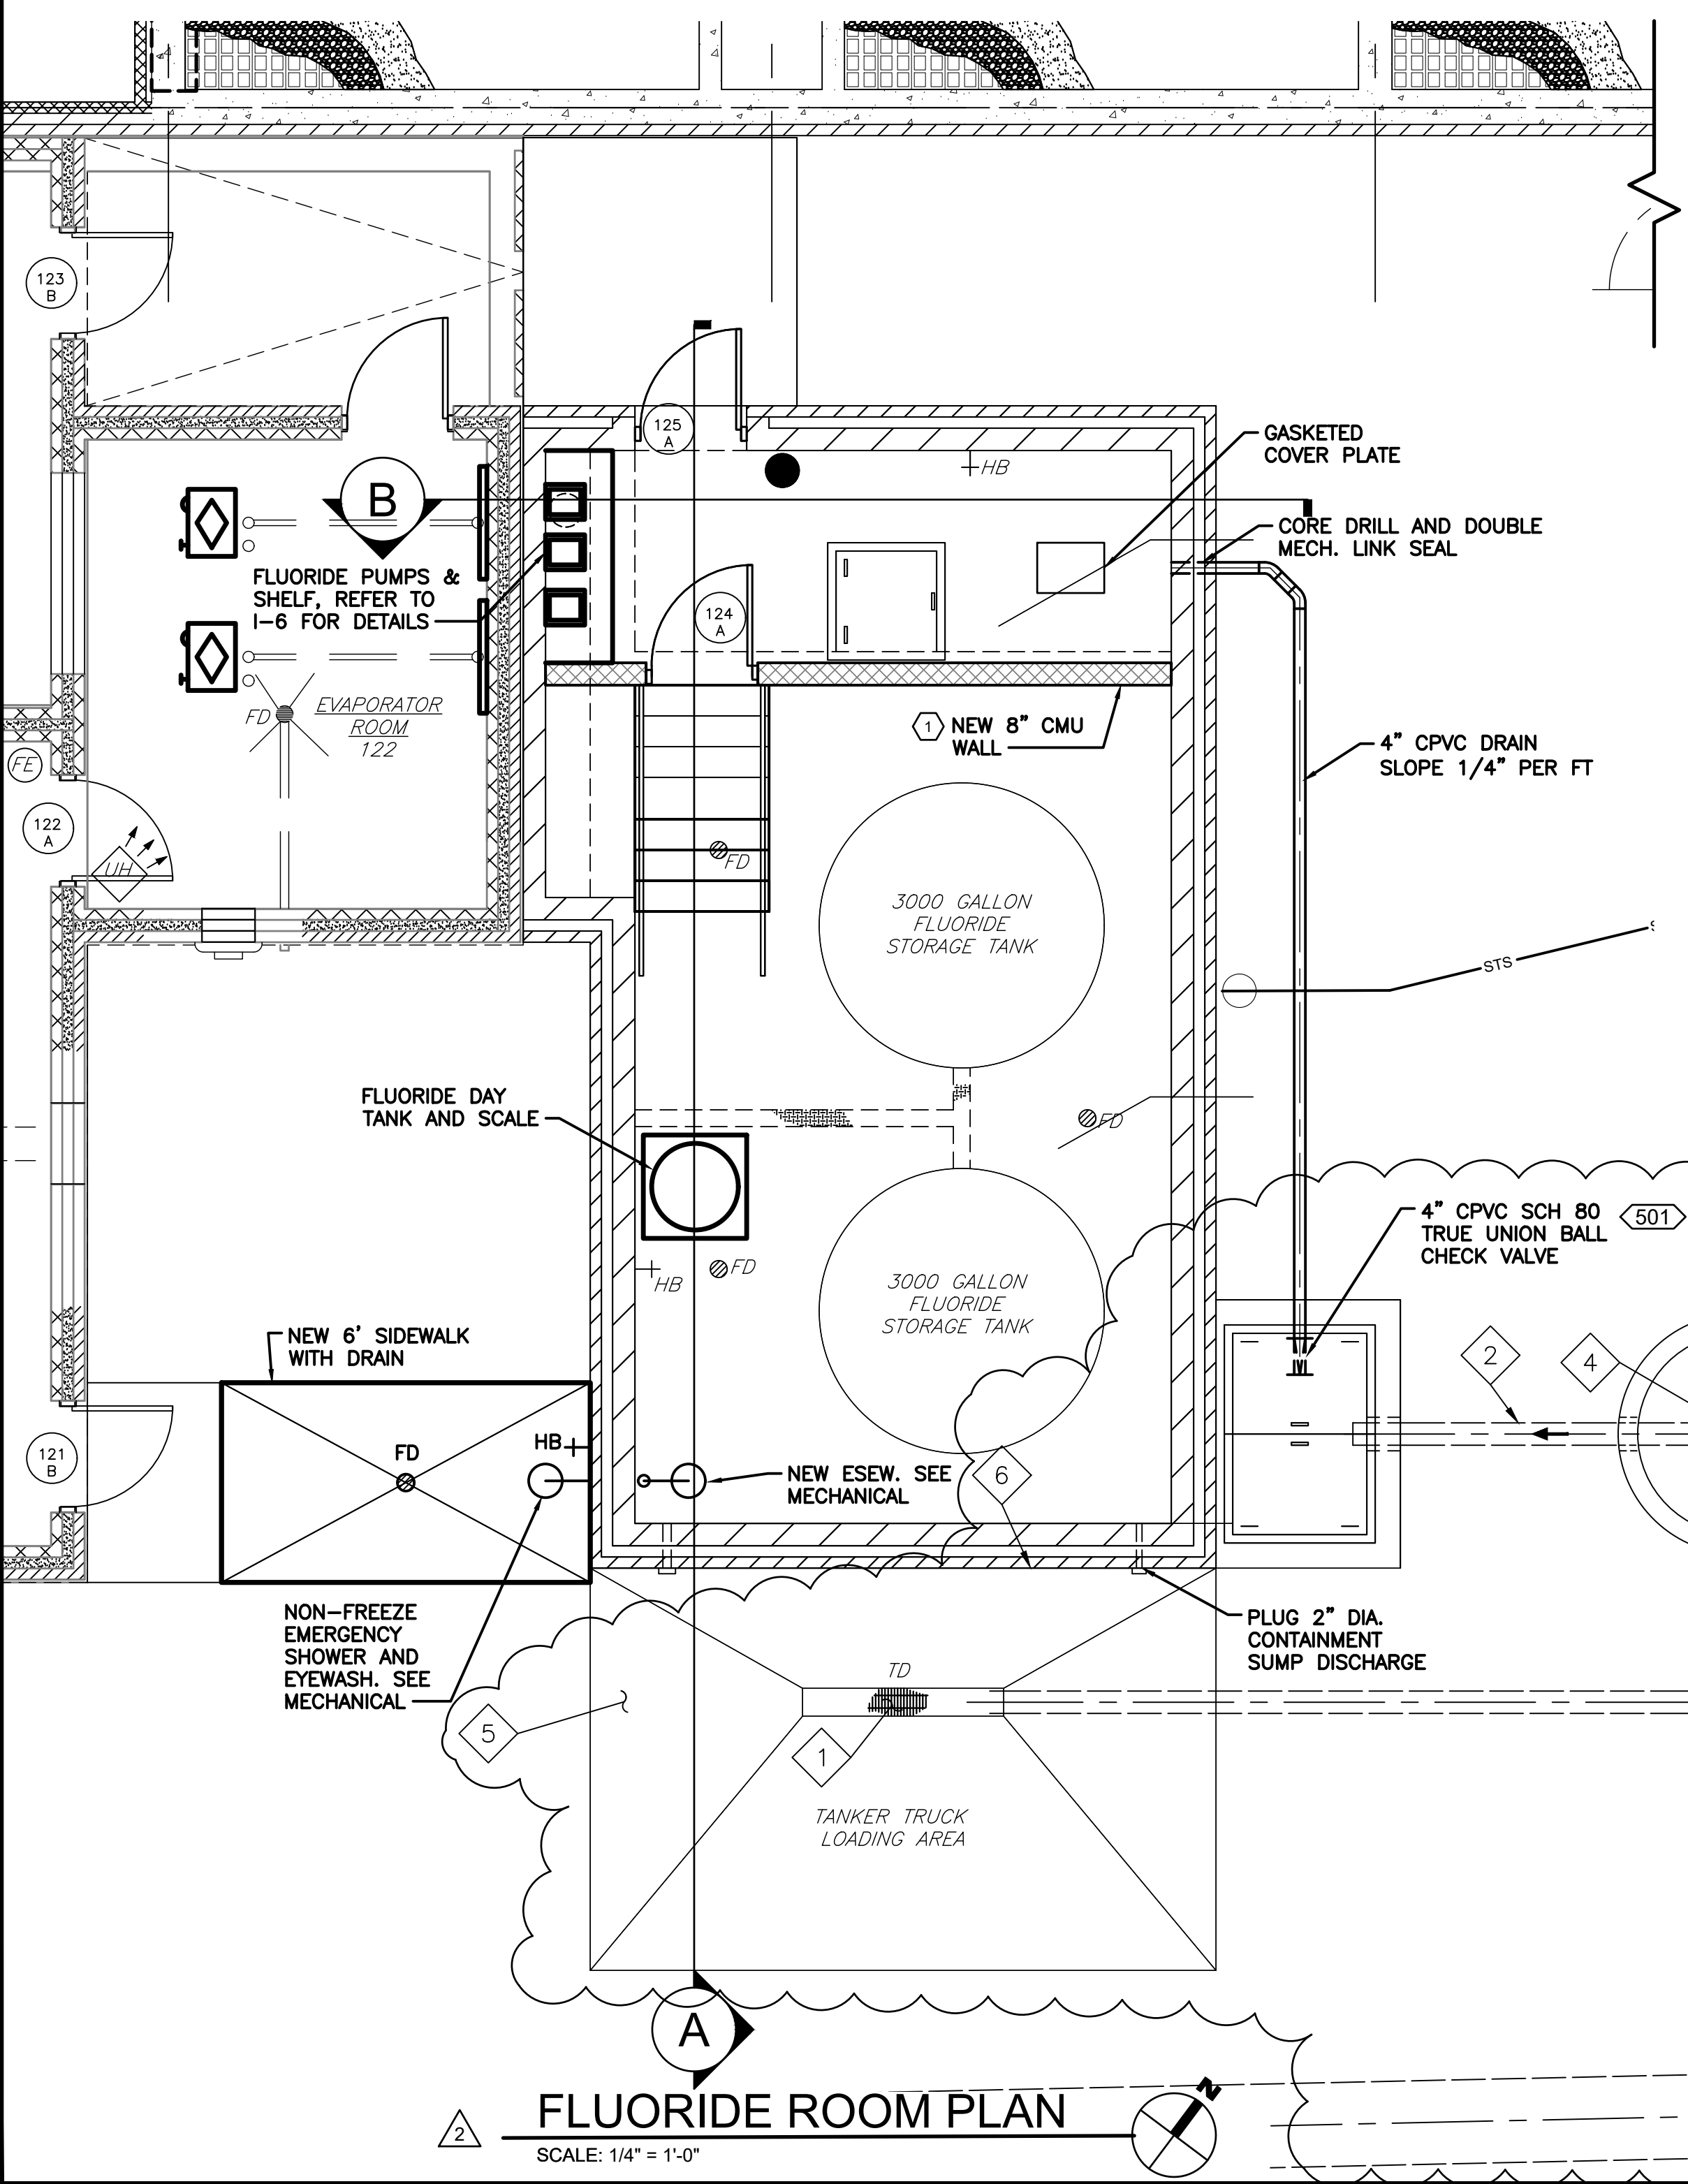 123
B
125
A
GASKETED
COVER PLATE
HB
B
CORE DRILL AND DOUBLE
MECH. LINK SEAL
FLUORIDE PUMPS &
SHELF, REFER TO
I-6 FOR DETAILS
124
A
EVAPORATOR
ROOM
122
FD
1
NEW 8" CMU
WALL
4" CPVC DRAIN
SLOPE 1/4" PER FT
FE
122
A
UH
FD
3000 GALLON
FLUORIDE
STORAGE TANK
STS
FLUORIDE DAY
TANK AND SCALE
FD
4" CPVC SCH 80
TRUE UNION BALL
CHECK VALVE
501
HB
FD
3000 GALLON
FLUORIDE
STORAGE TANK
NEW 6' SIDEWALK
WITH DRAIN
2
4
121
B
FD
HB
NEW ESEW. SEE
MECHANICAL
6
NON-FREEZE
EMERGENCY
SHOWER AND
EYEWASH. SEE
MECHANICAL
PLUG 2" DIA.
CONTAINMENT
SUMP DISCHARGE
TD
5
1
TANKER TRUCK
LOADING AREA
A
2
FLUORIDE ROOM PLAN
SCALE: 1/4" = 1'-0"
N